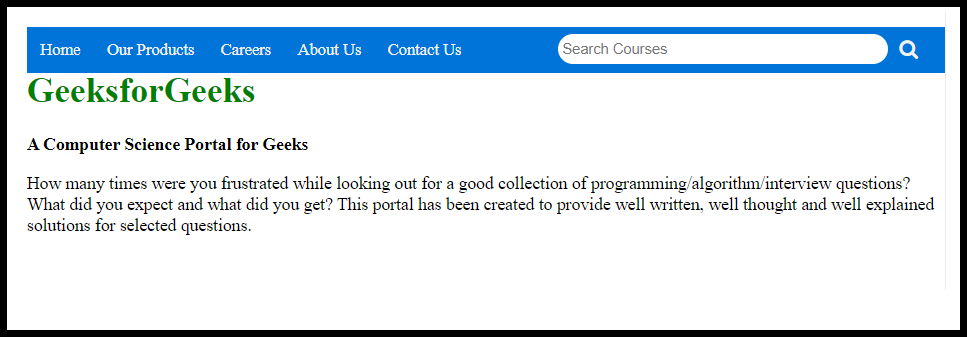 Home Our Products Careers About Us Contact Us Search Courses
GeeksforGeeks
A Computer Science Portal for Geeks
How many times were you frustrated while looking out for a good collection of programming/algorithm/interview questions?
What did you expect and what did you get? This portal has been created to provide well written, well thought and well explained
solutions for selected questions.